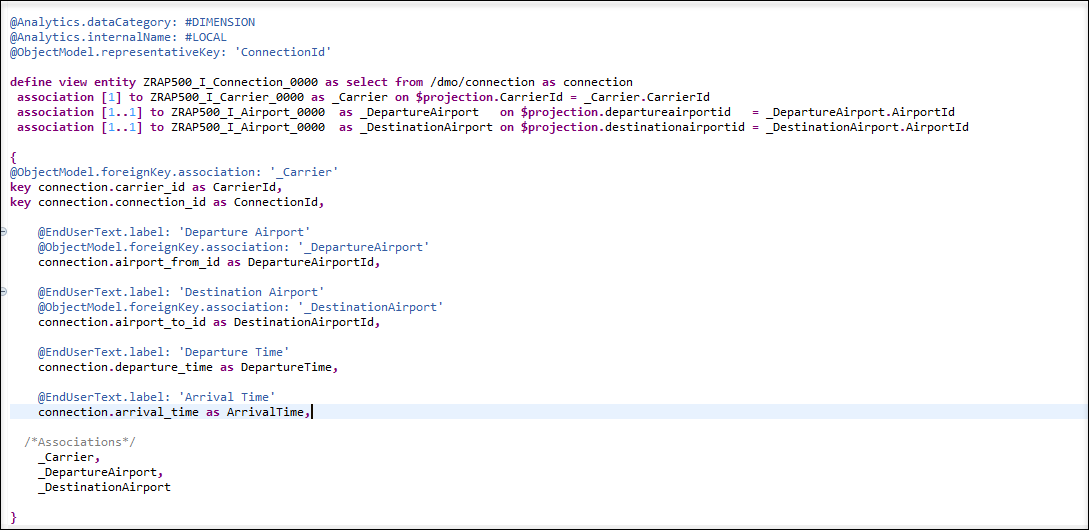 @Analytics.dataCategory: #DIMENSION
@Analytics.internalName: #LOCAL
@ObjectModel.representativeKey: 'ConnectionId'
define view entity ZRAP500_I_Connection_0000 as select from /dmo/connection as connection
association [1] to ZRAP500_I_Carrier_0000 as _Carrier on $projection.CarrierId = _Carrier.CarrierId
association [1..1] to ZRAP500_I_Airport_0000 as _DepartureAirport on $projection.departureairportid = _DepartureAirport.AirportId
association [1..1] to ZRAP500_I_Airport_0000 as _DestinationAirport on $projection.destinationairportid = _DestinationAirport.AirportId
{
@ObjectModel.foreignKey.association: '_Carrier'
key connection.carrier_id as CarrierId,
key connection.connection_id as ConnectionId,
@EndUserText.label: 'Departure Airport'
@ObjectModel.foreignKey.association: '_DepartureAirport'
connection.airport_from_id as DepartureAirportId,
@EndUserText.label: 'Destination Airport'
@ObjectModel.foreignKey.association: '_DestinationAirport'
connection.airport_to_id as DestinationAirportId,
@EndUserText.label: 'Departure Time'
connection.departure_time as DepartureTime,
@EndUserText.label: 'Arrival Time'
connection.arrival_time as ArrivalTime,
/*Associations*/
_Carrier,
_DepartureAirport,
_DestinationAirport
}